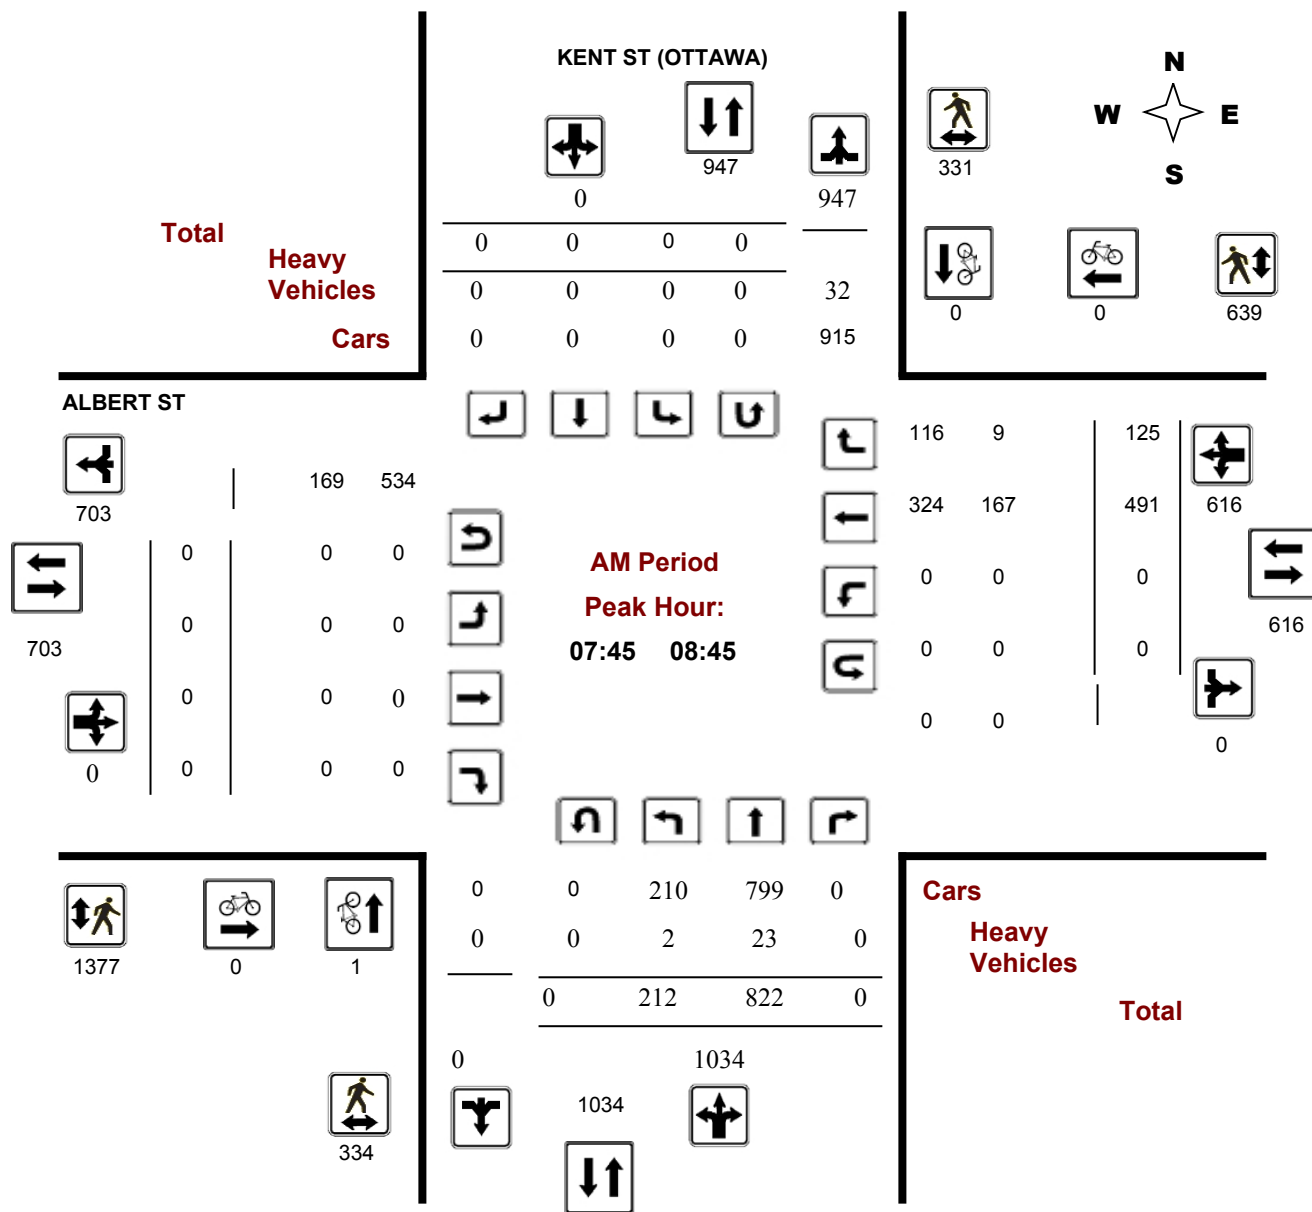 KENT ST (OTTAWA)
N
W E
S
947
331
0 947
Total
0 0 0 0
Heavy
Vehicles
0 0 0 0 32
0 0 639
Cars
0 0 0 0 915
ALBERT ST
116 9 125
169 534
703
324 167 491 616
0 0 0
AM Period
0 0 0
Peak Hour:
616
0 0 0
703
07:45 08:45
0 0 0
0 0 0
0 0
0
0
0 0 0
0 0 210 799 0
Cars
0 0 2 23 0
Heavy
Vehicles
1377 0 1
0 212 822 0
Total
0 1034
1034
334